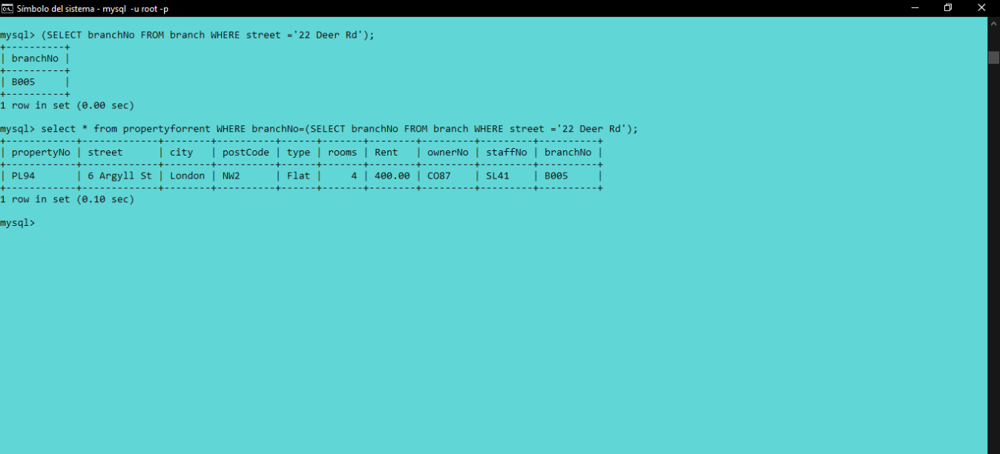 Símbolo del sistema - mysql  -u root -p
mysql> (SELECT branchNo FROM branch WHERE street ='22 Deer Rd');
+----------+
| branchNo |
+----------+
| B005     |
+----------+
1 row in set (0.00 sec)
mysql> select * from propertyforrent WHERE branchNo=(SELECT branchNo FROM branch WHERE street ='22 Deer Rd');
+------------+-------------+--------+----------+------+-------+--------+---------+---------+----------+
| propertyNo | street      | city   | postCode | type | rooms | Rent   | ownerNo | staffNo | branchNo |
+------------+-------------+--------+----------+------+-------+--------+---------+---------+----------+
| PL94       | 6 Argyll St | London | NW2      | Flat |     4 | 400.00 | CO87    | SL41    | B005     |
+------------+-------------+--------+----------+------+-------+--------+---------+---------+----------+
1 row in set (0.10 sec)
mysql>